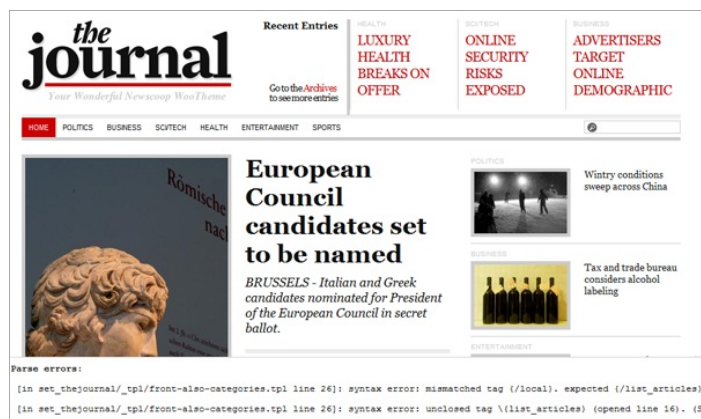 the
journal
Your Wonderful Newscoop WooTheme
Recent Entries
Go to the Archives
to see more entries
HEALTH
LUXURY
HEALTH
BREAKS ON
OFFER
SCI/TECH
ONLINE
SECURITY
RISKS
EXPOSED
BUSINESS
ADVERTISERS
TARGET
ONLINE
DEMOGRAPHIC
HOME POLITICS BUSINESS SCI/TECH HEALTH ENTERTAINMENT SPORTS
Römische
nach
European
Council
candidates set
to be named
BRUSSELS - Italian and Greek
candidates nominated for President
of the European Council in secret
ballot.
POLITICS
Wintry conditions
sweep across China
BUSINESS
Tax and trade bureau
considers alcohol
labeling
ENTERTAINMENT
Parse errors:
[in set_thejournal/_tpl/front-also-categories.tpl line 26]: syntax error: mismatched tag {/local}. expected {/list_articles}
[in set_thejournal/_tpl/front-also-categories.tpl line 26]: syntax error: unclosed tag \{list_articles} (opened line 16). (S